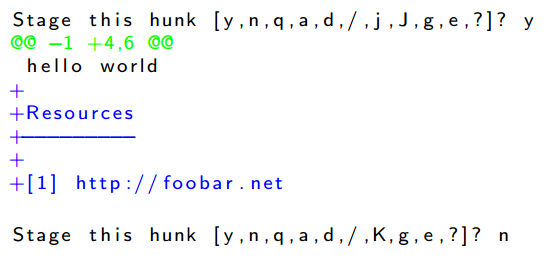 Stage this hunk [y,n,q,a,d,/,j,J,g,e,?]? y
@@ -1 +4,6 @@
 hello world
+
+Resources
+---------
+
+[1] http://foobar.net
Stage this hunk [y,n,q,a,d,/,K,g,e,?]? n